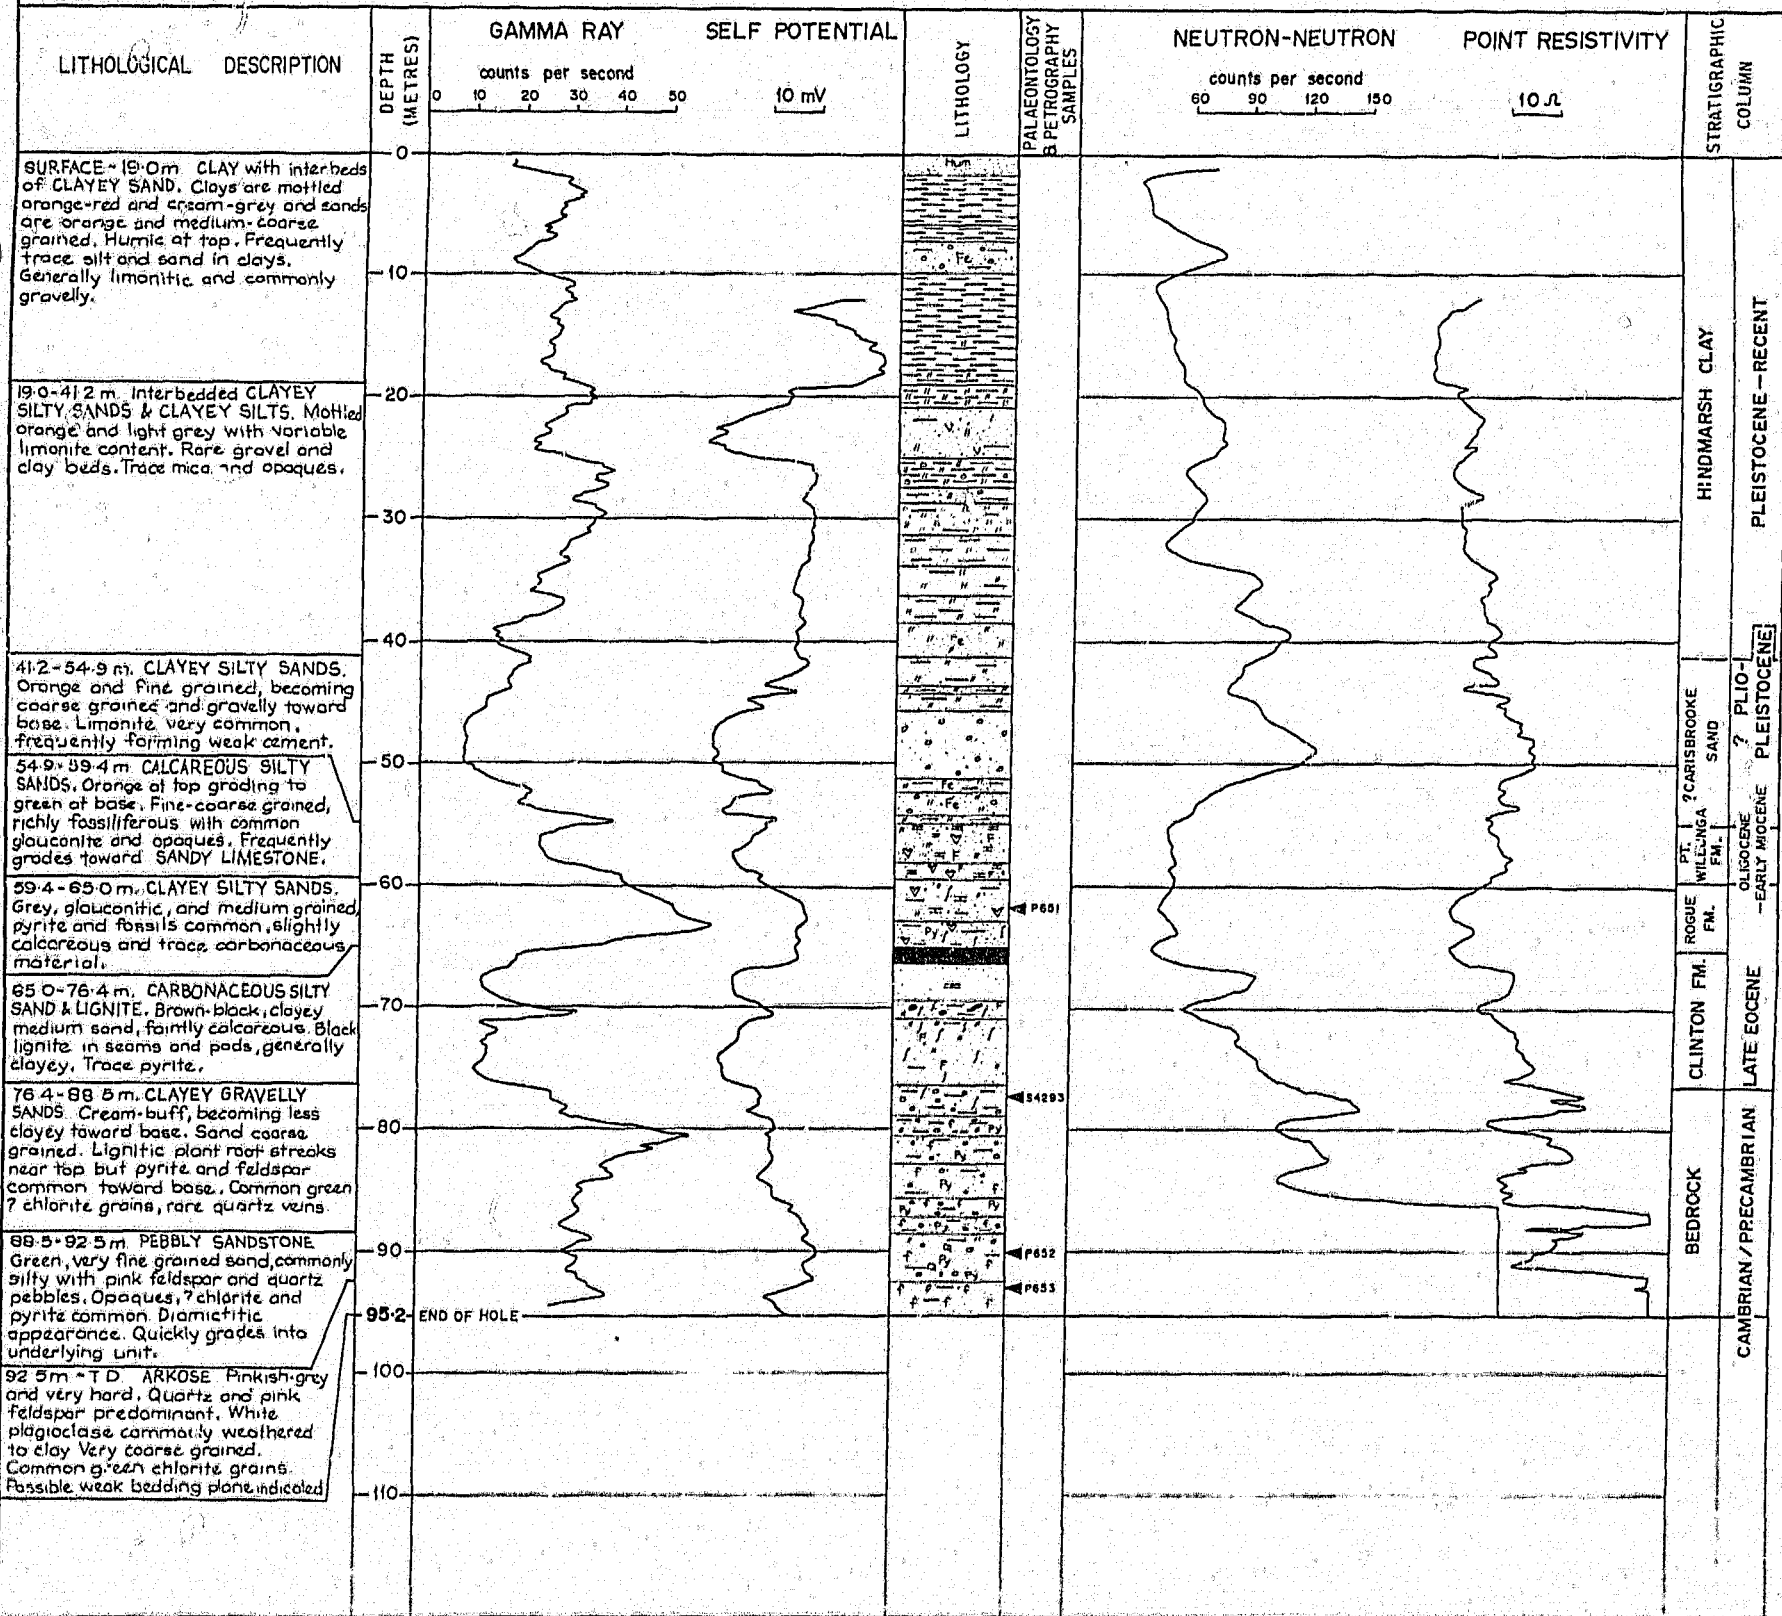 LITHOLOGICAL DESCRIPTION
DEPTH
(METRES)
GAMMA RAY
counts per second
0 10 20 30 40 50
SELF POTENTIAL
10 mV
LITHOLOGY
PALAEONTOLOGY
& PETROGRAPHY
SAMPLES
NEUTRON-NEUTRON
counts per second
60 90 120 150
POINT RESISTIVITY
10 Ω
STRATIGRAPHIC
COLUMN
SURFACE-19·0m CLAY with interbeds
of CLAYEY SAND. Clays are mottled
orange-red and cream-grey and sands
are orange and medium-coarse
grained. Humic at top. Frequently
trace silt and sand in clays.
Generally limonitic and commonly
gravelly.
19·0-41·2 m Interbedded CLAYEY
SILTY SANDS & CLAYEY SILTS. Mottled
orange and light grey with variable
limonite content. Rare gravel and
clay beds. Trace mica and opaques.
41·2-54·9 m. CLAYEY SILTY SANDS.
Orange and fine grained, becoming
coarse grained and gravelly toward
base. Limonite very common,
frequently forming weak cement.
54·9-59·4 m CALCAREOUS SILTY
SANDS. Orange at top grading to
green at base. Fine-coarse grained,
richly fossiliferous with common
glauconite and opaques. Frequently
grades toward SANDY LIMESTONE.
59·4-65·0 m. CLAYEY SILTY SANDS.
Grey, glauconitic, and medium grained,
pyrite and fossils common, slightly
calcareous and trace carbonaceous
material.
65·0-76·4 m. CARBONACEOUS SILTY
SAND & LIGNITE. Brown-black, clayey
medium sand, faintly calcareous. Black
lignite in seams and pods, generally
clayey. Trace pyrite.
76·4-88·5m. CLAYEY GRAVELLY
SANDS. Cream-buff, becoming less
clayey toward base. Sand coarse
grained. Lignitic plant root streaks
near top but pyrite and feldspar
common toward base. Common green
? chlorite grains, rare quartz veins
88·5-92·5m PEBBLY SANDSTONE
Green, very fine grained sand, commonly
silty with pink feldspar and quartz
pebbles. Opaques, ? chlorite and
pyrite common. Diamictitic
appearance. Quickly grades into
underlying unit.
92·5m - T D ARKOSE Pinkish-grey
and very hard. Quartz and pink
feldspar predominant. White
plagioclase commonly weathered
to clay Very coarse grained.
Common green chlorite grains.
Possible weak bedding plane indicated
0
10
20
30
40
50
60
70
80
90
95·2 END OF HOLE
100
110
Hum
Fe
Fe
Fe
Fe
F
Py
F
Py
Py
Py
Py
P651
S4293
P652
P653
HINDMARSH CLAY
PLEISTOCENE-RECENT
? CARISBROOKE
SAND
? PLIO-
PLEISTOCENE
PT.
WILLUNGA
FM.
OLIGOCENE
-EARLY MIOCENE
ROGUE
FM.
CLINTON FM.
LATE EOCENE
BEDROCK
CAMBRIAN/PRECAMBRIAN